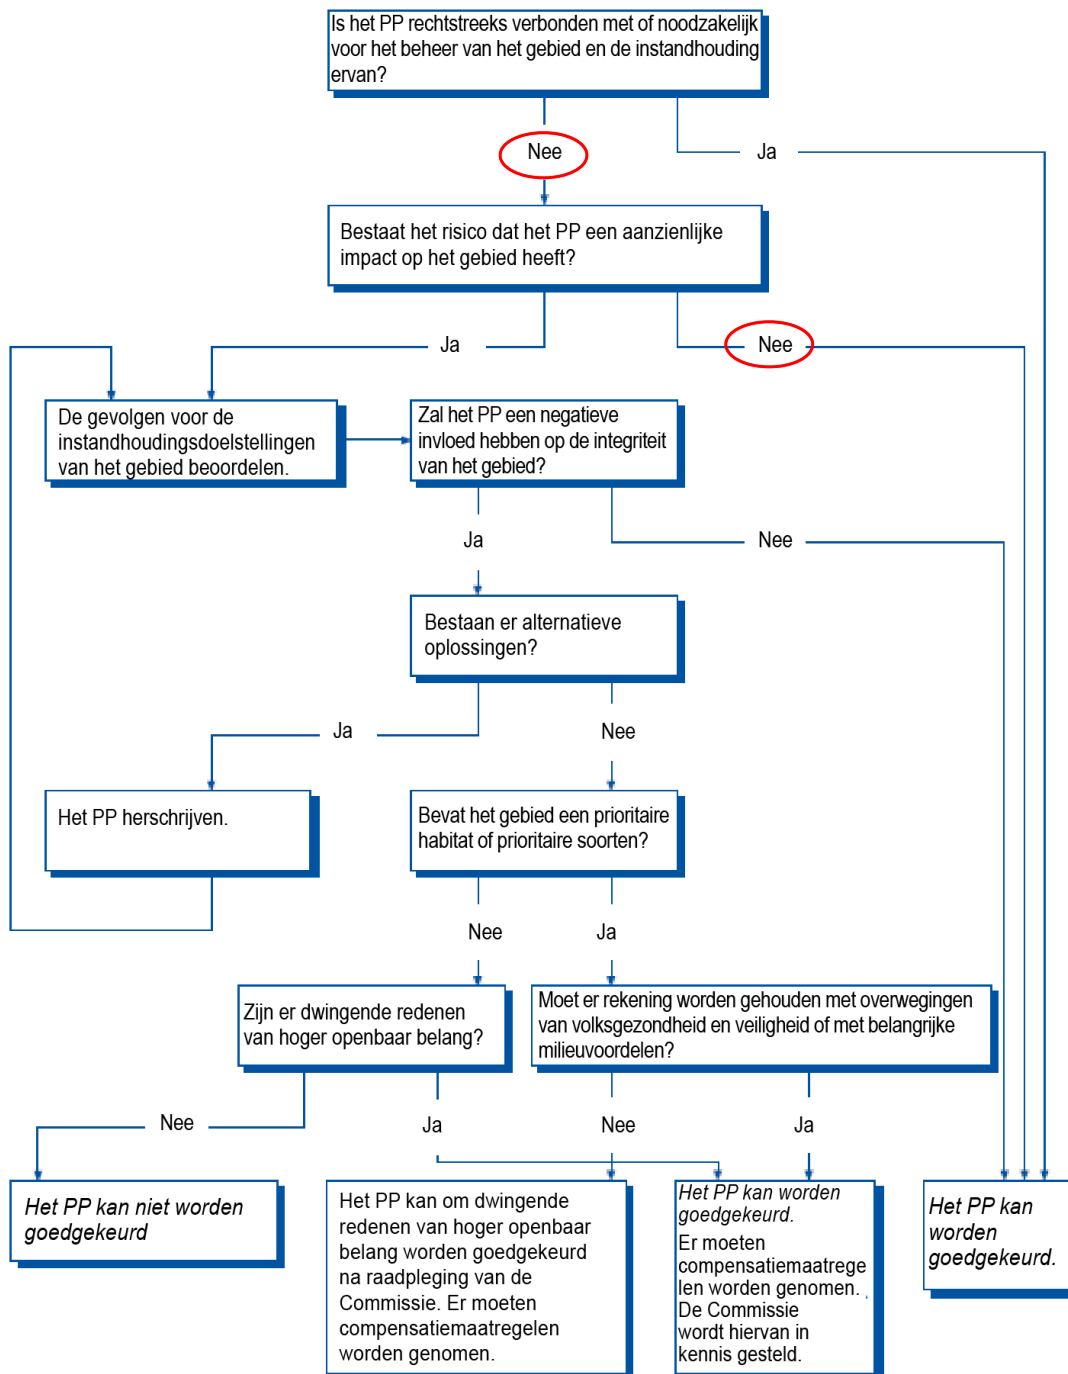 Is het PP rechtstreeks verbonden met of noodzakelijk
voor het beheer van het gebied en de instandhouding
ervan?
Nee
Ja
Bestaat het risico dat het PP een aanzienlijke
impact op het gebied heeft?
Ja
Nee
De gevolgen voor de
instandhoudingsdoelstellingen
van het gebied beoordelen.
Zal het PP een negatieve
invloed hebben op de integriteit
van het gebied?
Ja
Nee
Bestaan er alternatieve
oplossingen?
Ja
Nee
Het PP herschrijven.
Bevat het gebied een prioritaire
habitat of prioritaire soorten?
Nee
Ja
Zijn er dwingende redenen
van hoger openbaar belang?
Moet er rekening worden gehouden met overwegingen
van volksgezondheid en veiligheid of met belangrijke
milieuvoordelen?
Nee
Ja
Nee
Ja
Het PP kan niet worden
goedgekeurd
Het PP kan om dwingende
redenen van hoger openbaar
belang worden goedgekeurd
na raadpleging van de
Commissie. Er moeten
compensatiemaatregelen
worden genomen.
Het PP kan worden
goedgekeurd.
Er moeten
compensatiemaatrege
len worden genomen.
De Commissie
wordt hiervan in
kennis gesteld.
Het PP kan
worden
goedgekeurd.